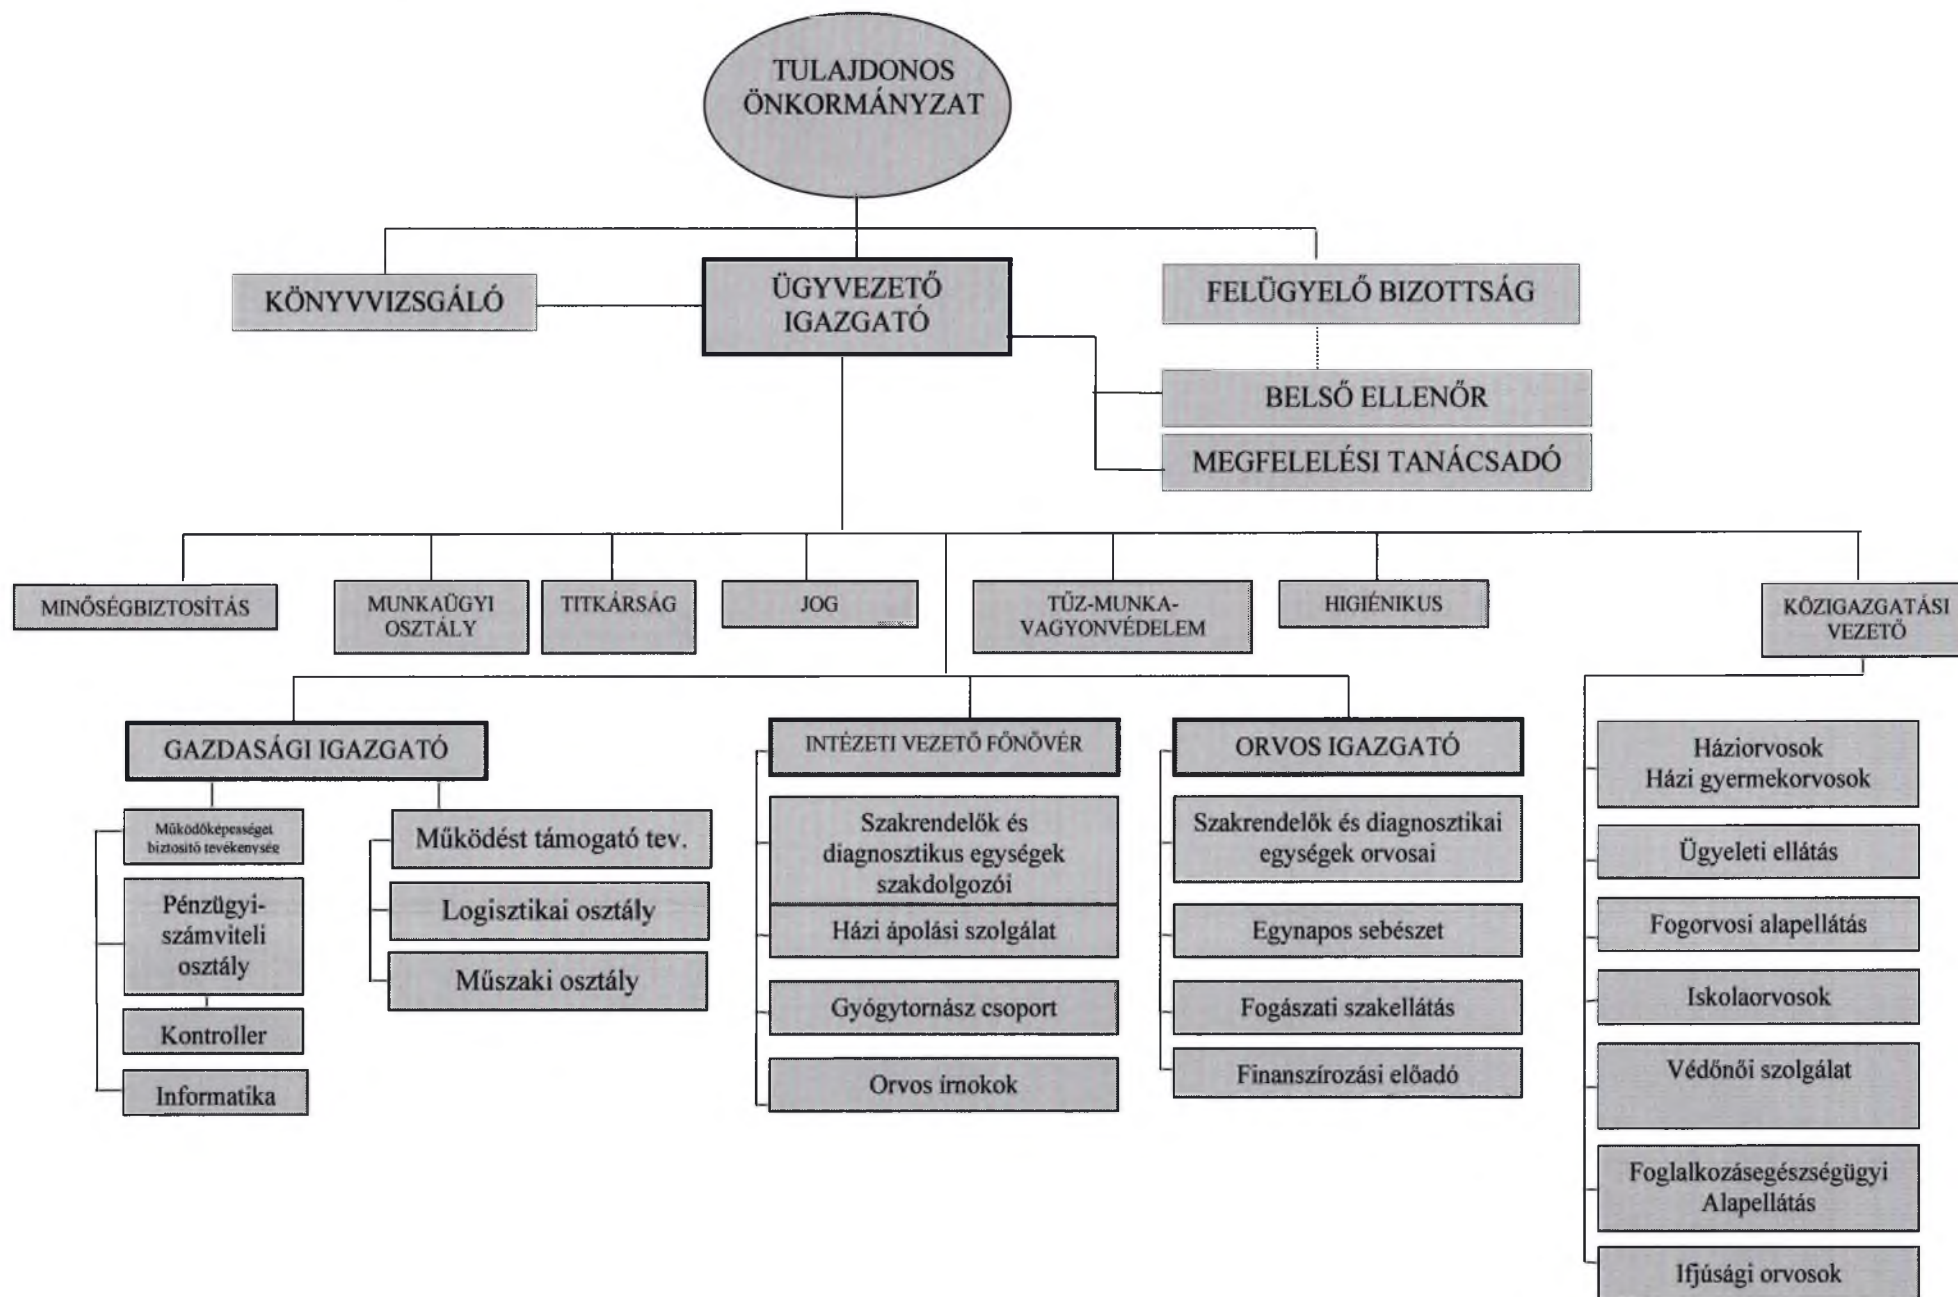 TULAJDONOS
ÖNKORMÁNYZAT
KÖNYVVIZSGÁLÓ
ÜGYVEZETŐ
IGAZGATÓ
FELÜGYELŐ BIZOTTSÁG
BELSŐ ELLENŐR
MEGFELELÉSI TANÁCSADÓ
MINŐSÉGBIZTOSÍTÁS
MUNKAÜGYI
OSZTÁLY
TITKÁRSÁG
JOG
TŰZ-MUNKA-
VAGYONVÉDELEM
HIGIÉNIKUS
KÖZIGAZGATÁSI
VEZETŐ
GAZDASÁGI IGAZGATÓ
Működőképességet
biztosító tevékenység
Pénzügyi-
számviteli
osztály
Kontroller
Informatika
Működést támogató tev.
Logisztikai osztály
Műszaki osztály
INTÉZETI VEZETŐ FŐNŐVÉR
Szakrendelők és
diagnosztikus egységek
szakdolgozói
Házi ápolási szolgálat
Gyógytornász csoport
Orvos írnokok
ORVOS IGAZGATÓ
Szakrendelők és diagnosztikai
egységek orvosai
Egynapos sebészet
Fogászati szakellátás
Finanszírozási előadó
Háziorvosok
Házi gyermekorvosok
Ügyeleti ellátás
Fogorvosi alapellátás
Iskolaorvosok
Védőnői szolgálat
Foglalkozásegészségügyi
Alapellátás
Ifjúsági orvosok